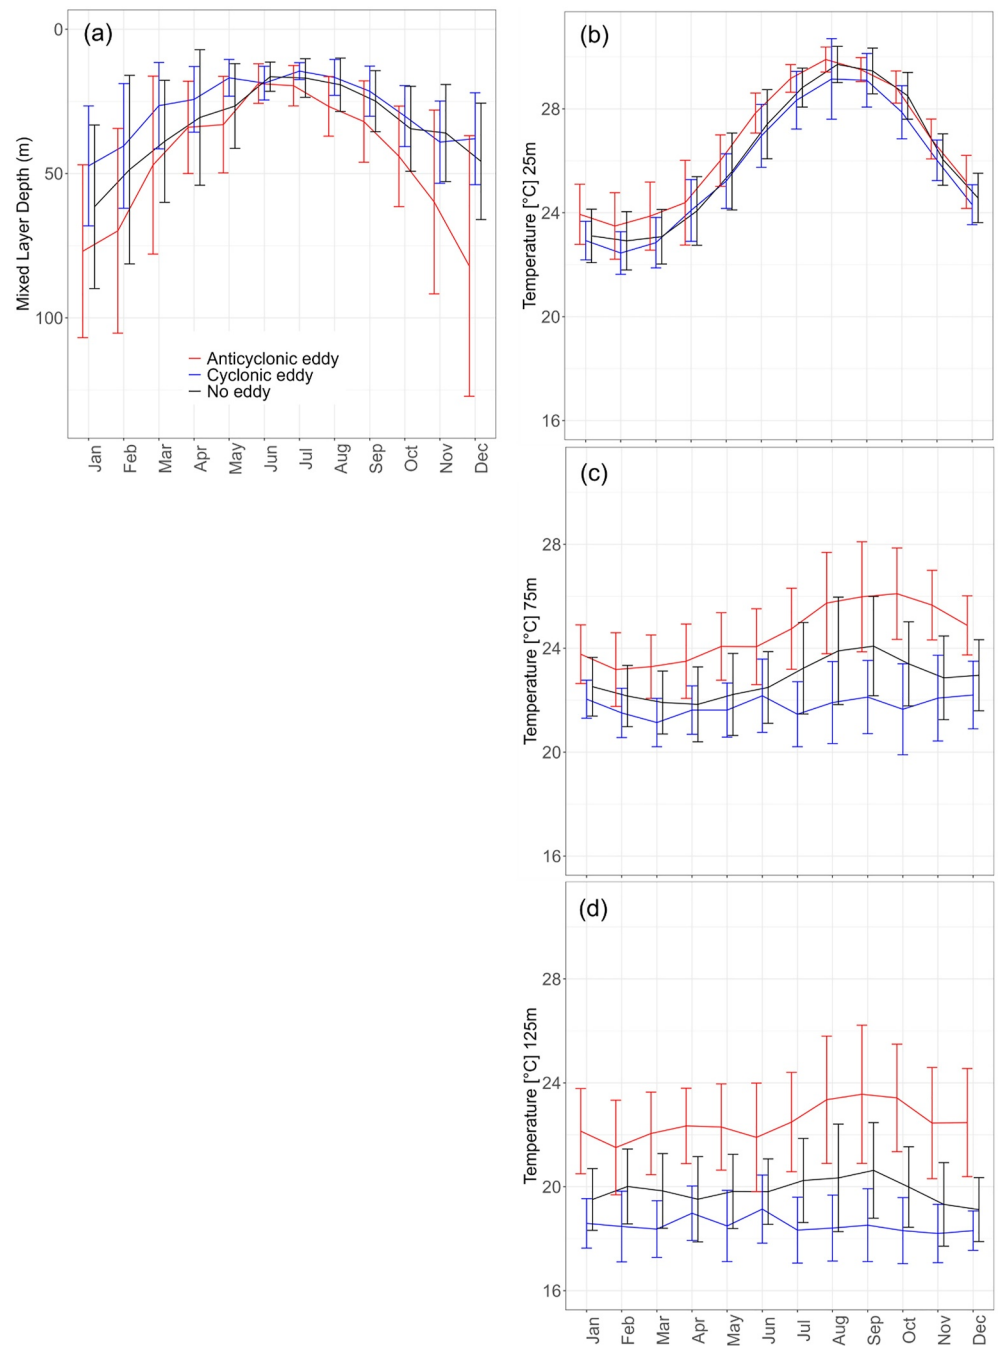 (a)
0
50
100
Mixed Layer Depth (m)
Anticyclonic eddy
Cyclonic eddy
No eddy
Jan Feb Mar Apr May Jun Jul Aug Sep Oct Nov Dec
(b)
28
24
20
16
Temperature [°C] 25m
(c)
28
24
20
16
Temperature [°C] 75m
(d)
28
24
20
16
Temperature [°C] 125m
Jan Feb Mar Apr May Jun Jul Aug Sep Oct Nov Dec